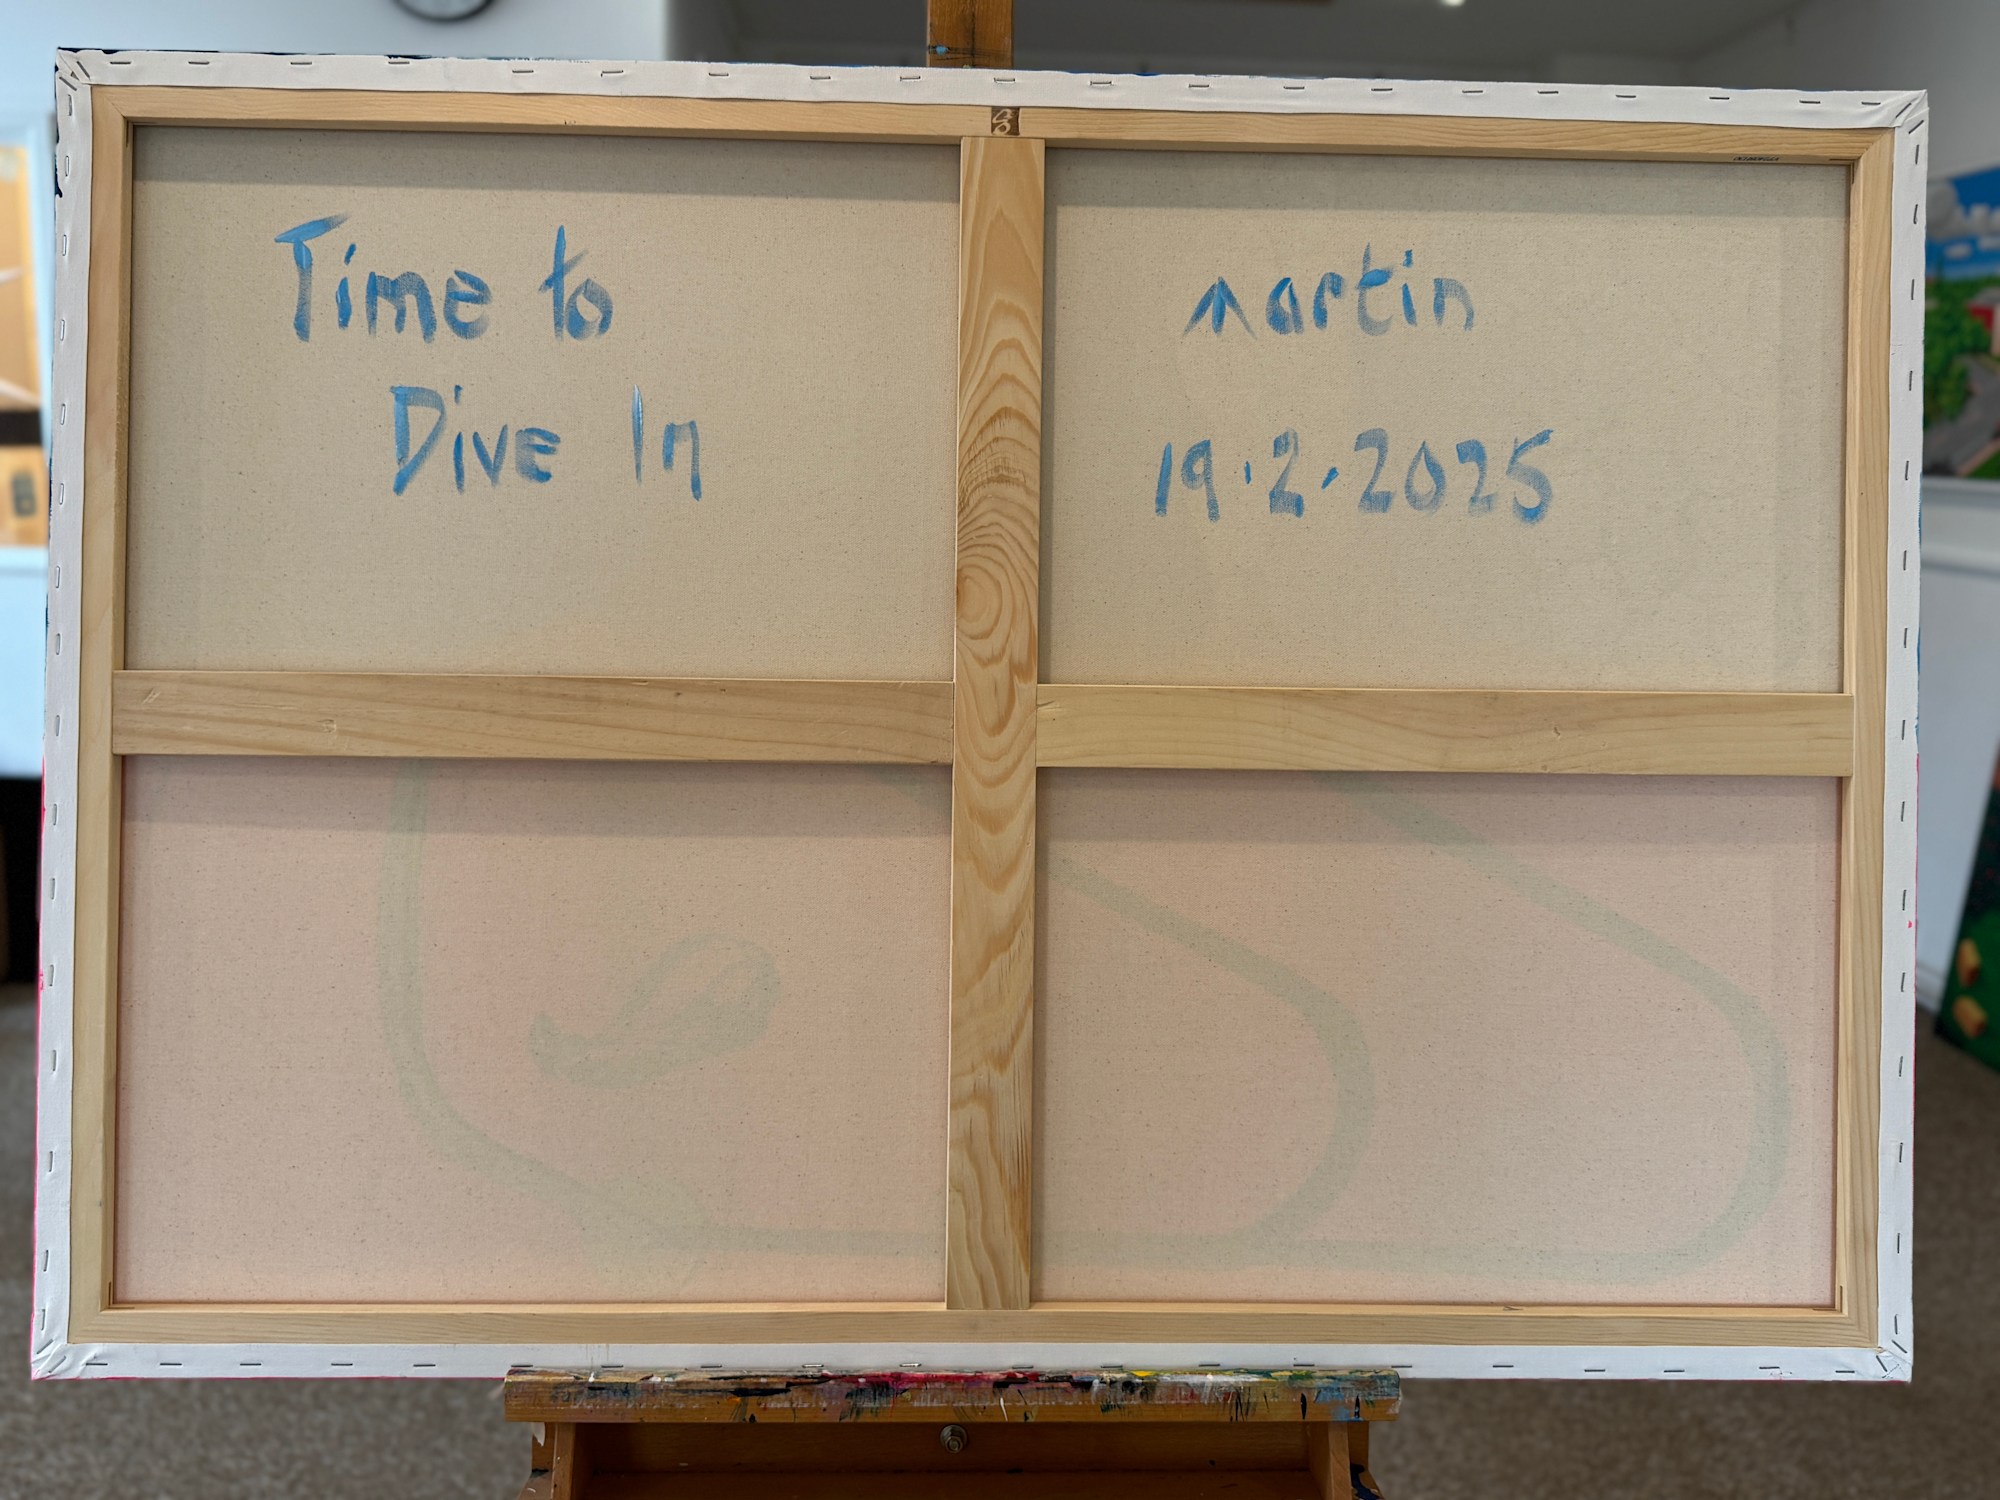 Time to
Dive In
Martin
19.2.2025